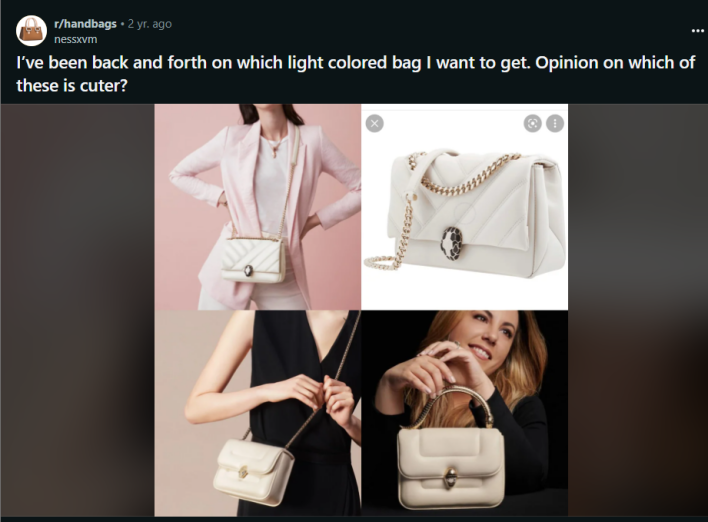 r/handbags • 2 yr. ago
nessxvm
I've been back and forth on which light colored bag I want to get. Opinion on which of
these is cuter?